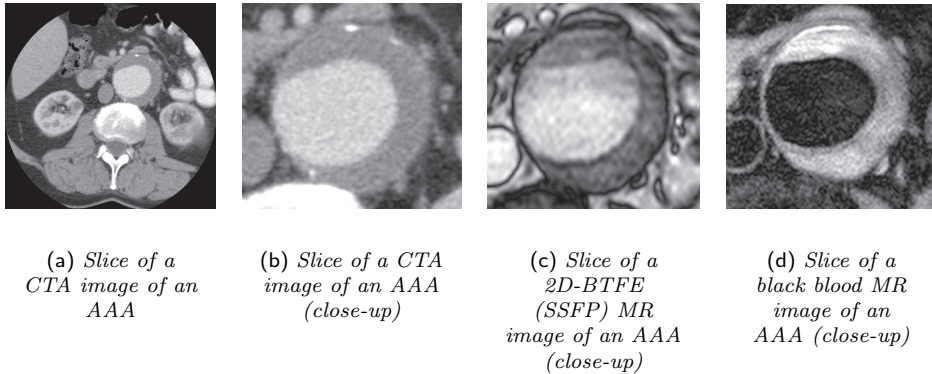 (a) Slice of a
CTA image of an
AAA
(b) Slice of a CTA
image of an AAA
(close-up)
(c) Slice of a
2D-BTFE
(SSFP) MR
image of an AAA
(close-up)
(d) Slice of a
black blood MR
image of an
AAA (close-up)